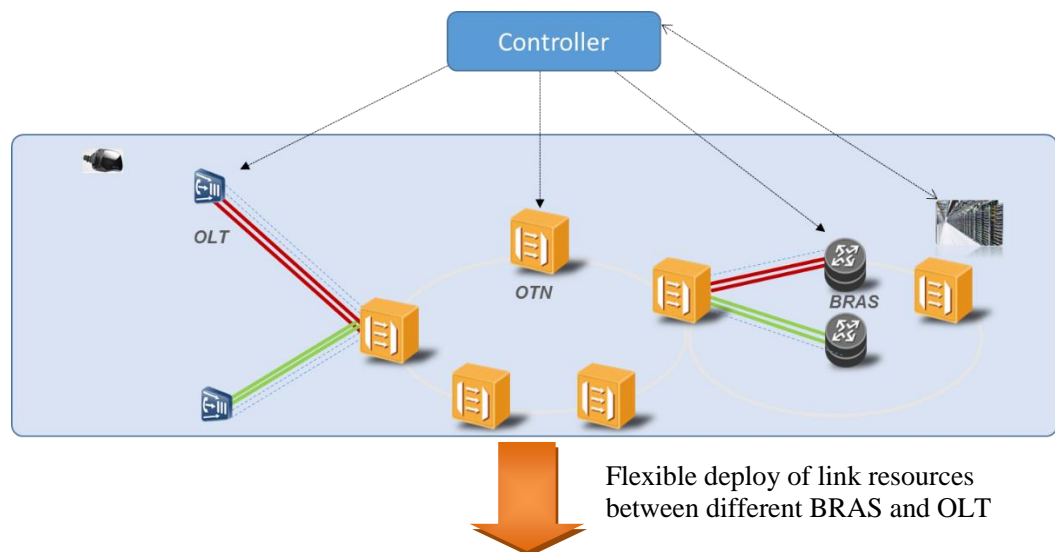 Controller
OLT
OTN
BRAS
Flexible deploy of link resources
between different BRAS and OLT